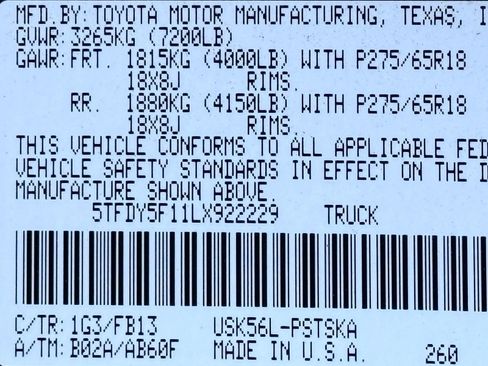 MFD.BY: TOYOTA MOTOR MANUFACTURING, TEXAS,
GVWR: 3265KG (7200LB)
GAWR: FRT. 1815KG (4000LB) WITH P275/65R18
18X8J RIMS.
RR. 1880KG (4150LB) WITH P275/65R18
18X8J RIMS.
THIS VEHICLE CONFORMS TO ALL APPLICABLE FED
VEHICLE SAFETY STANDARDS IN EFFECT ON THE D
MANUFACTURE SHOWN ABOVE.
5TFDY5F11LX922229 TRUCK
C/TR: 1G3/FB13 USK56L-PSTSKA
A/TM: B02A/AB60F MADE IN U.S.A. 260